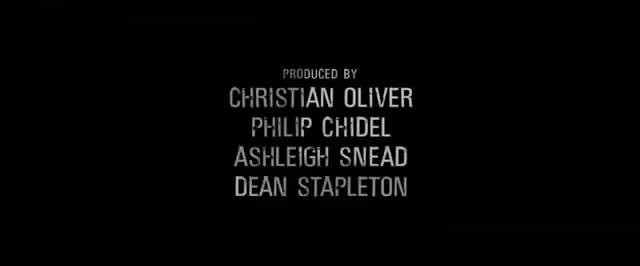 PRODUCED BY
CHRISTIAN OLIVER
PHILIP CHIDEL
ASHLEIGH SNEAD
DEAN STAPLETON